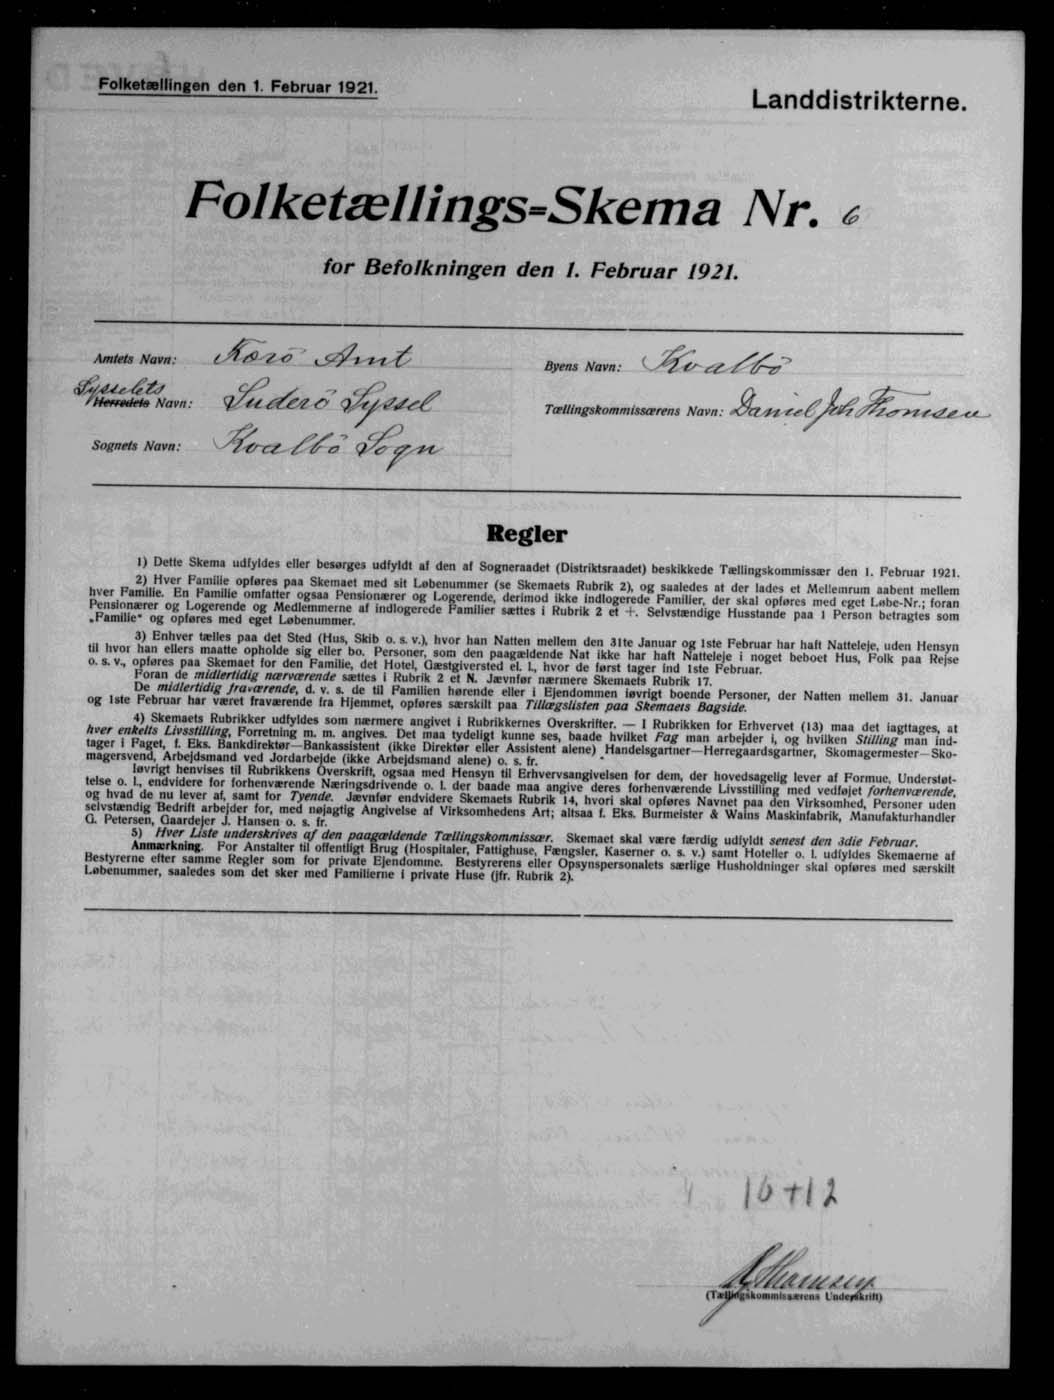 Folketællingen den 1. Februar 1921.
Landdistrikterne.
Folketællings=Skema Nr. 6
for Befolkningen den 1. Februar 1921.
Amtets Navn: Færö Amt
Byens Navn: Kvalbö
Sysselets
Herredets Navn: Suderö Syssel
Tællingskommissærens Navn: Daniel Joh Thomsen
Sognets Navn: Kvalbö Sogn
Regler
1) Dette Skema udfyldes eller besørges udfyldt af den af Sogneraadet (Distriktsraadet) beskikkede Tællingskommissær den 1. Februar 1921.
2) Hver Familie opføres paa Skemaet med sit Løbenummer (se Skemaets Rubrik 2), og saaledes at der lades et Mellemrum aabent mellem
hver Familie. En Familie omfatter ogsaa Pensionærer og Logerende, derimod ikke indlogerede Familier, der skal opføres med eget Løbe-Nr.; foran
Pensionærer og Logerende og Medlemmerne af indlogerede Familier sættes i Rubrik 2 et +. Selvstændige Husstande paa 1 Person betragtes som
„Familie“ og opføres med eget Løbenummer.
3) Enhver tælles paa det Sted (Hus, Skib o. s. v.), hvor han Natten mellem den 31te Januar og 1ste Februar har haft Natteleje, uden Hensyn
til hvor han ellers maatte opholde sig eller bo. Personer, som den paagældende Nat ikke har haft Natteleje i noget beboet Hus, Folk paa Rejse
o. s. v., opføres paa Skemaet for den Familie, det Hotel, Gæstgiversted el. l., hvor de først tager ind 1ste Februar.
Foran de midlertidig nærværende sættes i Rubrik 2 et N. Jævnfør nærmere Skemaets Rubrik 17.
De midlertidig fraværende, d. v. s. de til Familien hørende eller i Ejendommen iøvrigt boende Personer, der Natten mellem 31. Januar
og 1ste Februar har været fraværende fra Hjemmet, opføres særskilt paa Tillægslisten paa Skemaets Bagside.
4) Skemaets Rubrikker udfyldes som nærmere angivet i Rubrikkernes Overskrifter. — I Rubrikken for Erhvervet (13) maa det iagttages, at
hver enkelts Livsstilling, Forretning m. m. angives. Det maa tydeligt kunne ses, baade hvilket Fag man arbejder i, og hvilken Stilling man ind-
tager i Faget, f. Eks. Bankdirektør—Bankassistent (ikke Direktør eller Assistent alene) Handelsgartner—Herregaardsgartner, Skomagermester—Sko-
magersvend, Arbejdsmand ved Jordarbejde (ikke Arbejdsmand alene) o. s. fr.
Iøvrigt henvises til Rubrikkens Overskrift, ogsaa med Hensyn til Erhvervsangivelsen for dem, der hovedsagelig lever af Formue, Understøt-
telse o. l., endvidere for forhenværende Næringsdrivende o. l. der baade maa angive deres forhenværende Livsstilling med vedføjet forhenværende,
og hvad de nu lever af, samt for Tyende. Jævnfør endvidere Skemaets Rubrik 14, hvori skal opføres Navnet paa den Virksomhed, Personer uden
selvstændig Bedrift arbejder for, med nøjagtig Angivelse af Virksomhedens Art; altsaa f. Eks. Burmeister & Wains Maskinfabrik, Manufakturhandler
G. Petersen, Gaardejer J. Hansen o. s. fr.
5) Hver Liste underskrives af den paagældende Tællingskommissær. Skemaet skal være færdig udfyldt senest den 3die Februar.
Anmærkning. For Anstalter til offentligt Brug (Hospitaler, Fattighuse, Fængsler, Kaserner o. s. v.) samt Hoteller o. l. udfyldes Skemaerne af
Bestyrerne efter samme Regler som for private Ejendomme. Bestyrerens eller Opsynspersonalets særlige Husholdninger skal opføres med særskilt
Løbenummer, saaledes som det sker med Familierne i private Huse (jfr. Rubrik 2).
10+12
DJThomsen
(Tællingskommissærens Underskrift)